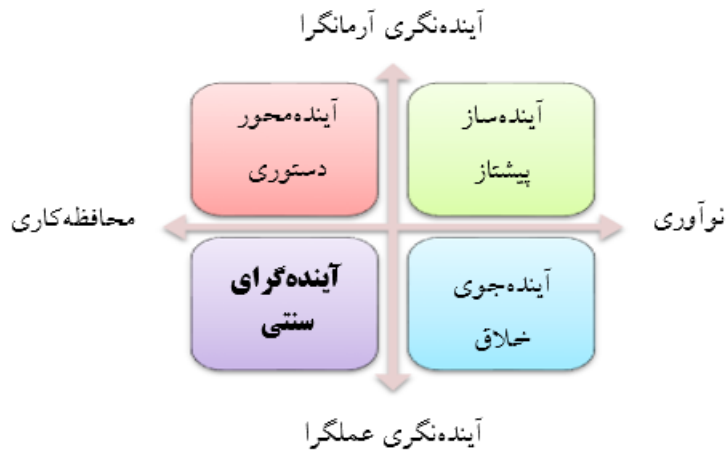 آینده‌نگری آرمانگرا
آینده‌ساز
پیشتاز
آینده‌محور
دستوری
نوآوری
محافظه‌کاری
آینده‌جوی
خلاق
آینده‌گرای
سنتی
آینده‌نگری عملگرا